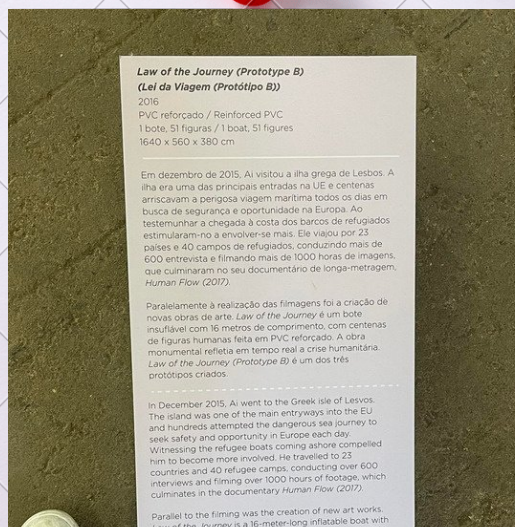 Law of the Journey (Prototype B)
(Lei da Viagem (Protótipo B))
2016
PVC reforçado / Reinforced PVC
1 bote, 51 figuras / 1 boat, 51 figures
1640 x 560 x 380 cm
Em dezembro de 2015, Ai visitou a ilha grega de Lesbos. A
ilha era uma das principais entradas na UE e centenas
arriscavam a perigosa viagem marítima todos os dias em
busca de segurança e oportunidade na Europa. Ao
testemunhar a chegada à costa dos barcos de refugiados
estimularam-no a envolver-se mais. Ele viajou por 23
países e 40 campos de refugiados, conduzindo mais de
600 entrevista e filmando mais de 1000 horas de imagens,
que culminaram no seu documentário de longa-metragem,
Human Flow (2017).
Paralelamente à realização das filmagens foi a criação de
novas obras de arte. Law of the Journey é um bote
insuflável com 16 metros de comprimento, com centenas
de figuras humanas feita em PVC reforçado. A obra
monumental refletia em tempo real a crise humanitária.
Law of the Journey (Prototype B) é um dos três
protótipos criados.
In December 2015, Ai went to the Greek isle of Lesvos.
The island was one of the main entryways into the EU
and hundreds attempted the dangerous sea journey to
seek safety and opportunity in Europe each day.
Witnessing the refugee boats coming ashore compelled
him to become more involved. He travelled to 23
countries and 40 refugee camps, conducting over 600
interviews and filming over 1000 hours of footage, which
culminates in the documentary Human Flow (2017).
Parallel to the filming was the creation of new art works.
Law of the Journey is a 16-meter-long inflatable boat with